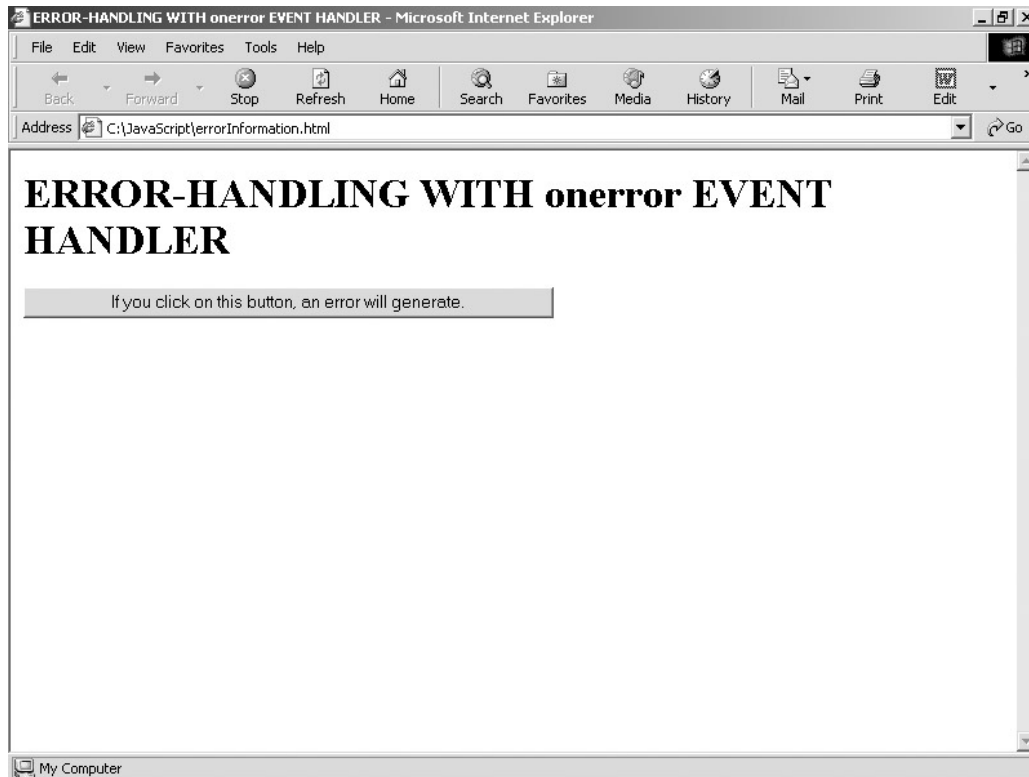 ERROR-HANDLING WITH onerror EVENT HANDLER - Microsoft Internet Explorer
File Edit View Favorites Tools Help
Back Forward Stop Refresh Home Search Favorites Media History Mail Print Edit
Address C:\JavaScript\errorInformation.html Go
ERROR-HANDLING WITH onerror EVENT
HANDLER
If you click on this button, an error will generate.
My Computer